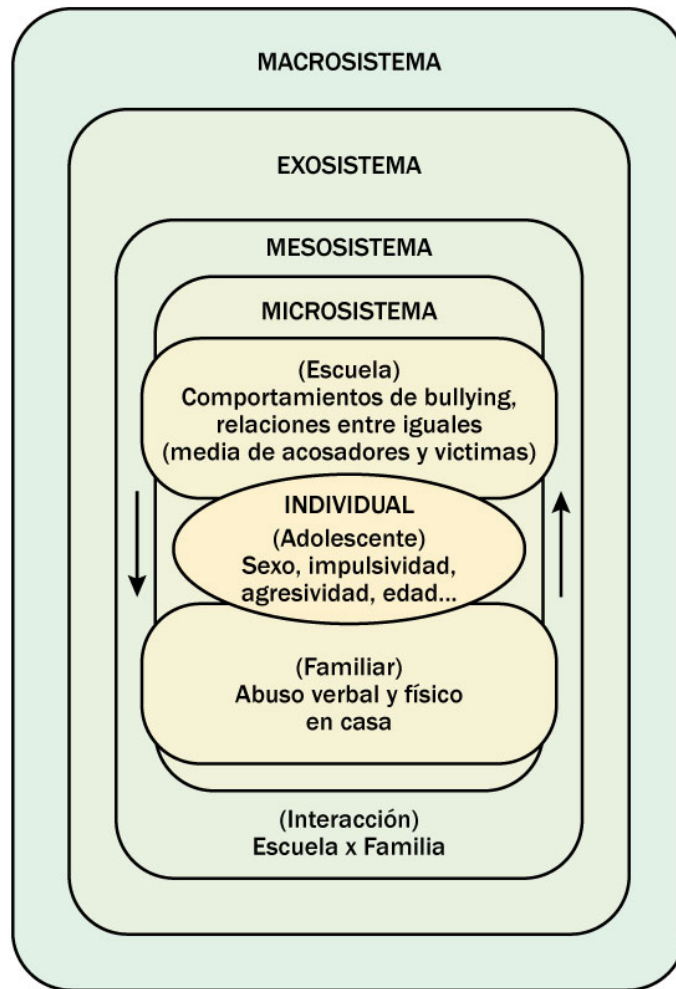 MACROSISTEMA
EXOSISTEMA
MESOSISTEMA
MICROSISTEMA
(Escuela)
Comportamientos de bullying,
relaciones entre iguales
(media de acosadores y victimas)
INDIVIDUAL
(Adolescente)
Sexo, impulsividad,
agresividad, edad...
(Familiar)
Abuso verbal y físico
en casa
(Interacción)
Escuela x Familia